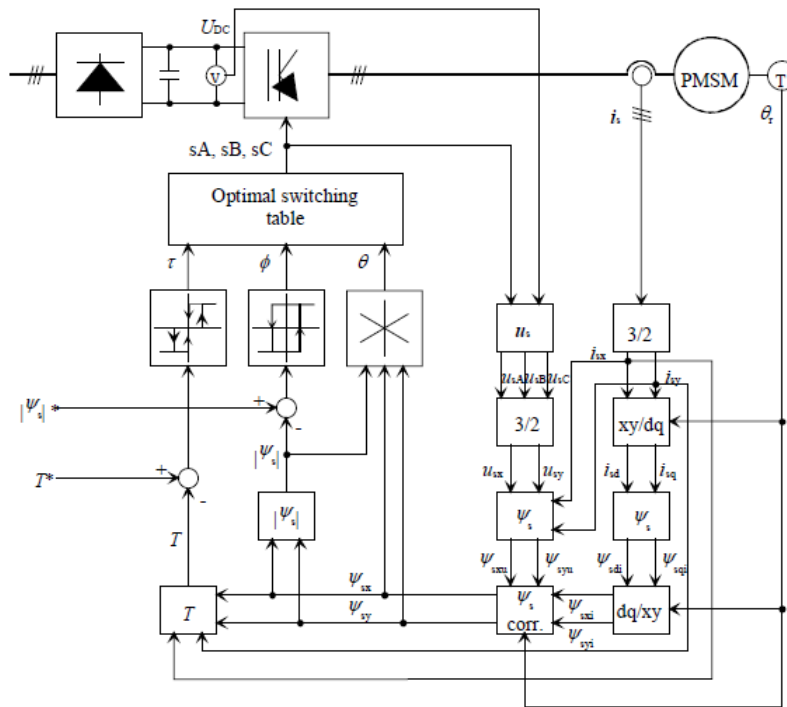 U_DC
v
PMSM
T
θ_r
i_s
sA, sB, sC
Optimal switching
table
τ
ϕ
θ
u_s
3/2
i_sx
i_sy
u_sA
u_sB
u_sC
|ψ_s|*
+
-
3/2
xy/dq
|ψ_s|
T*
+
-
u_sx
u_sy
i_sd
i_sq
|ψ_s|
ψ_s
ψ_s
T
ψ_sxu
ψ_syu
ψ_sdi
ψ_sqi
ψ_sx
ψ_sy
T
ψ_s
corr.
ψ_sxi
ψ_syi
dq/xy